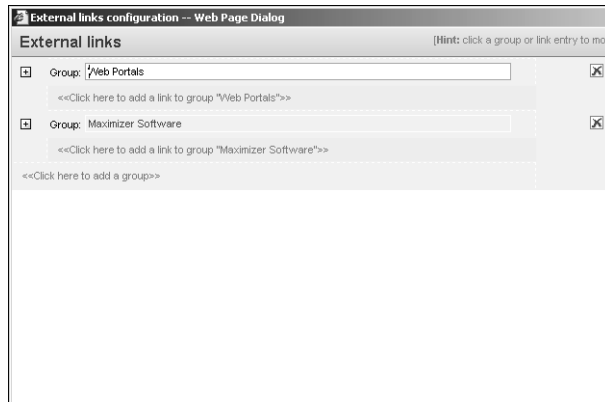 External links configuration -- Web Page Dialog
External links
[Hint: click a group or link entry to mo
Group: Web Portals
<<Click here to add a link to group "Web Portals">>
Group: Maximizer Software
<<Click here to add a link to group "Maximizer Software">>
<<Click here to add a group>>